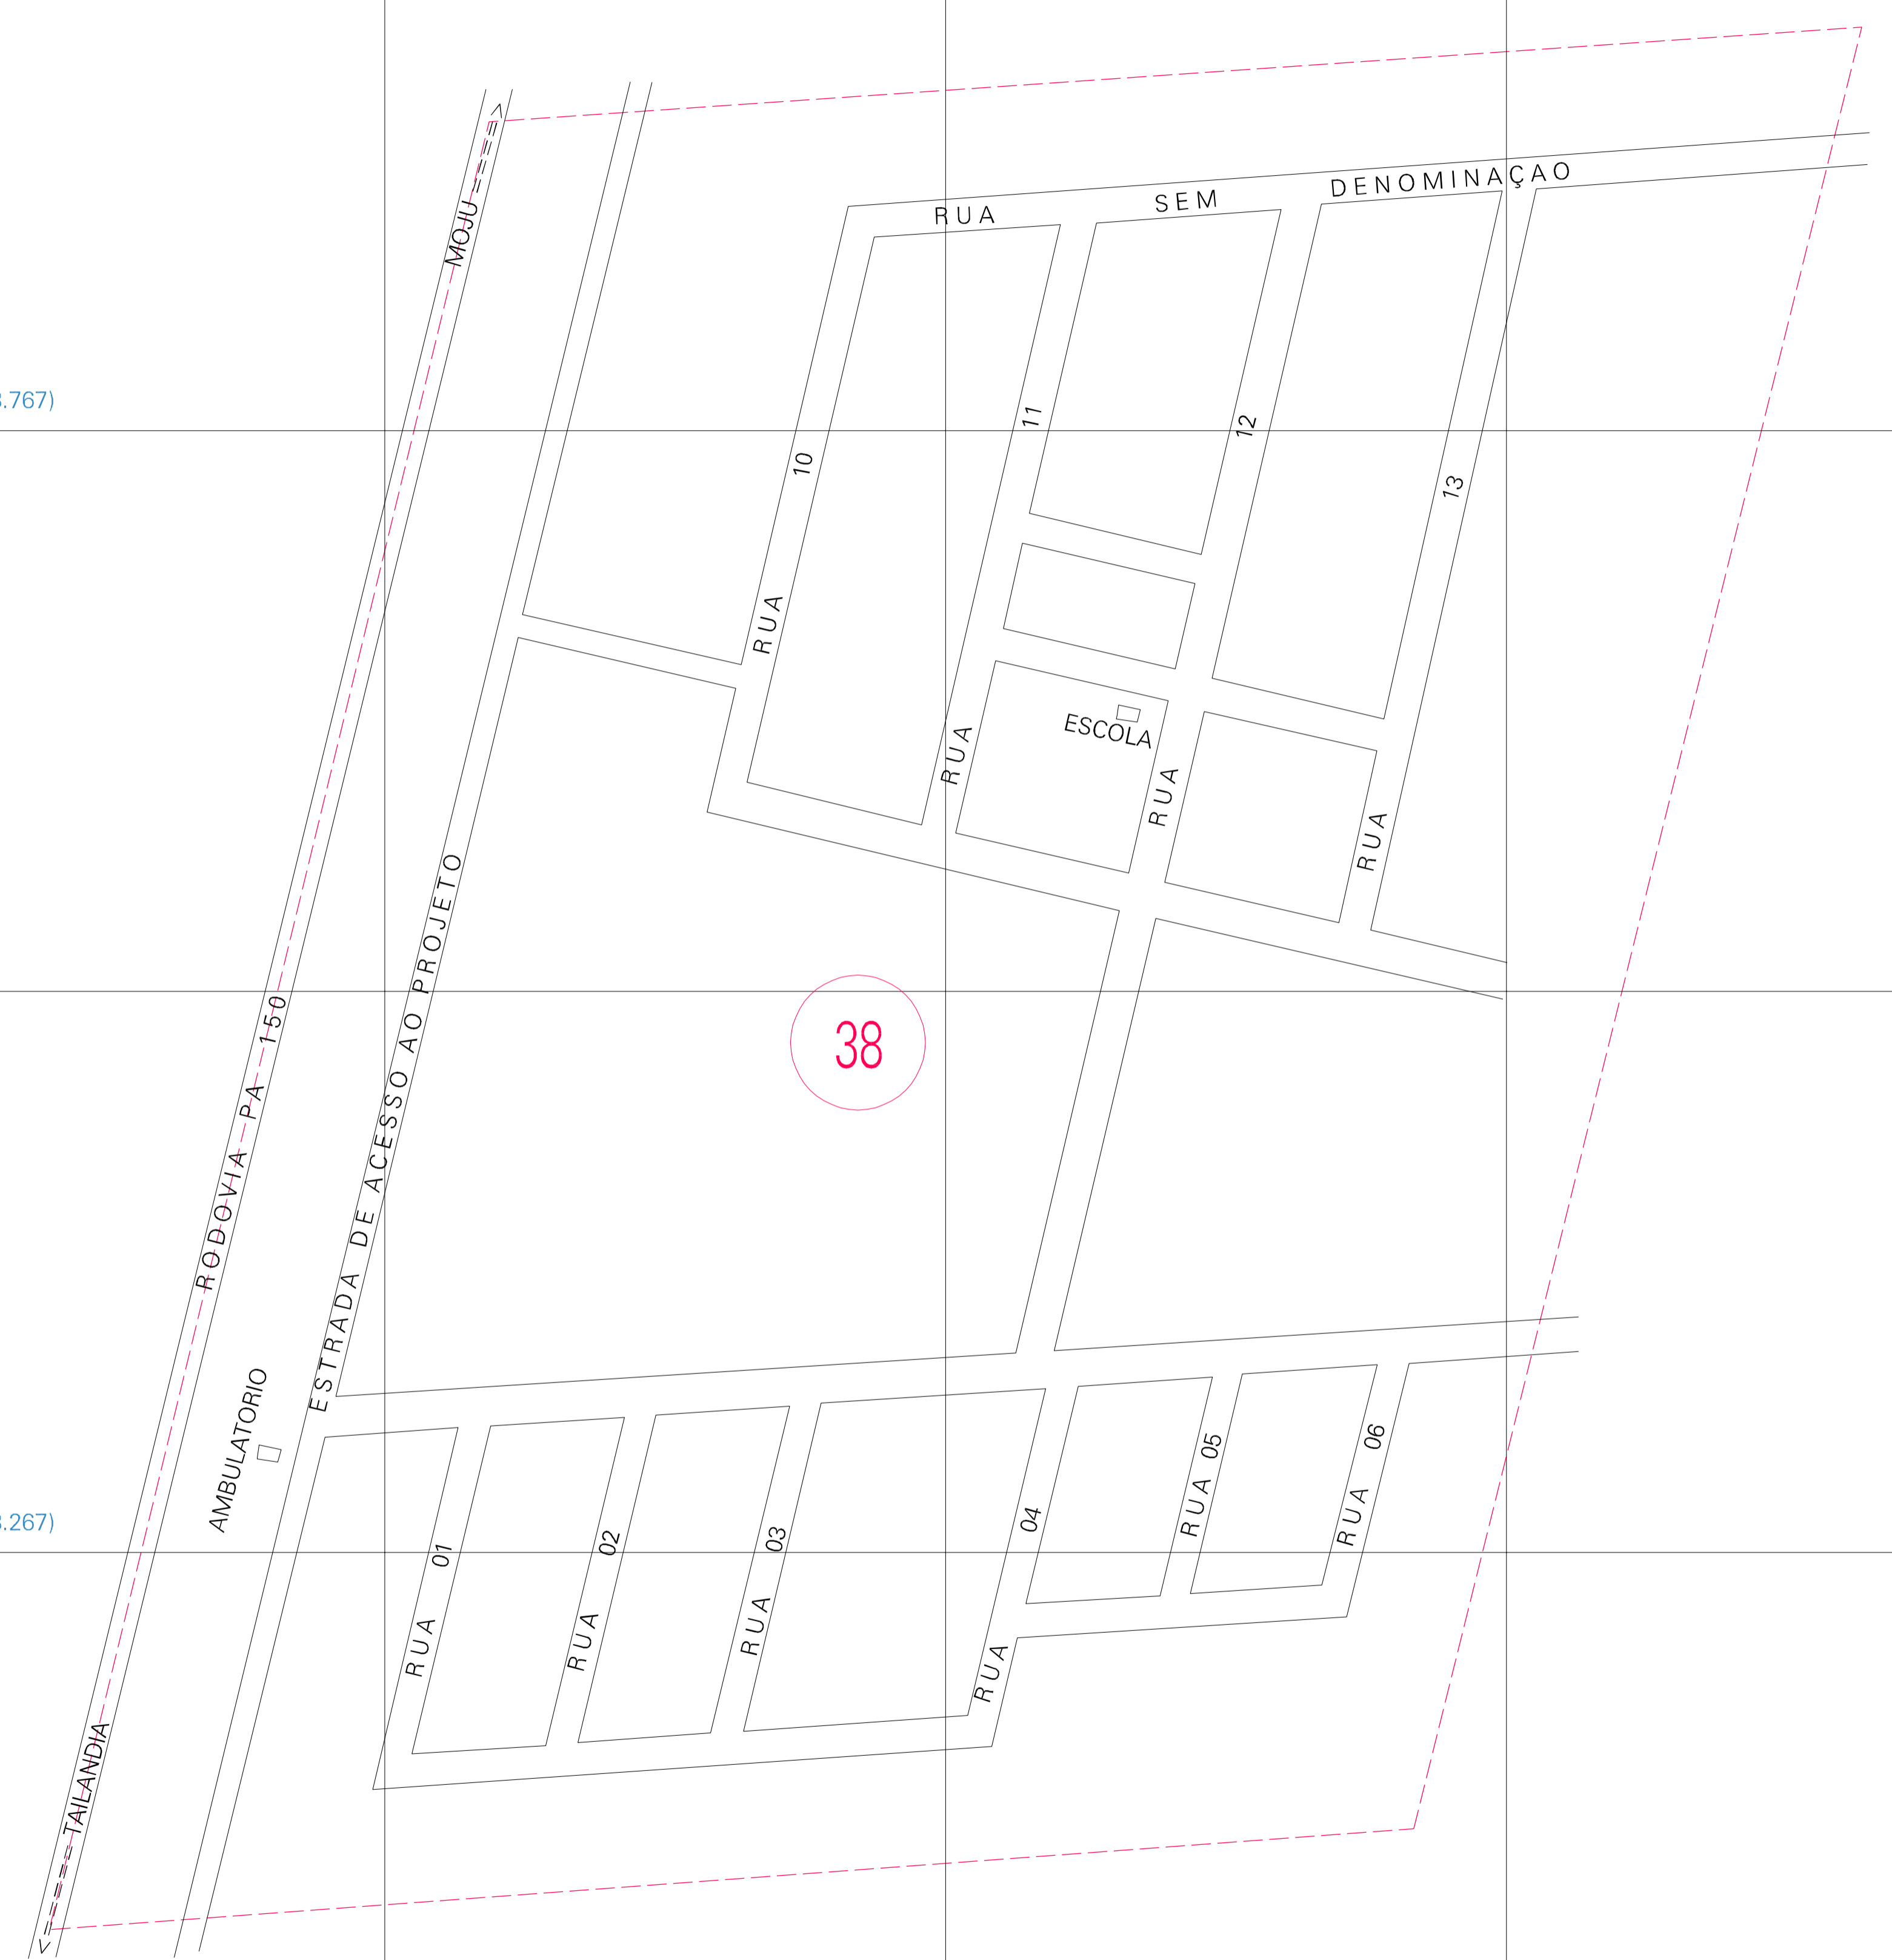 MOJU
RUA SEM DENOMINAÇAO
.767)
RUA 10
RUA 11
RUA 12
RUA 13
ESCOLA
ESTRADA DE ACESSO AO PROJETO
RODOVIA PA 150
38
AMBULATORIO
.267)
RUA 01
RUA 02
RUA 03
RUA 04
RUA 05
RUA 06
TAILANDIA